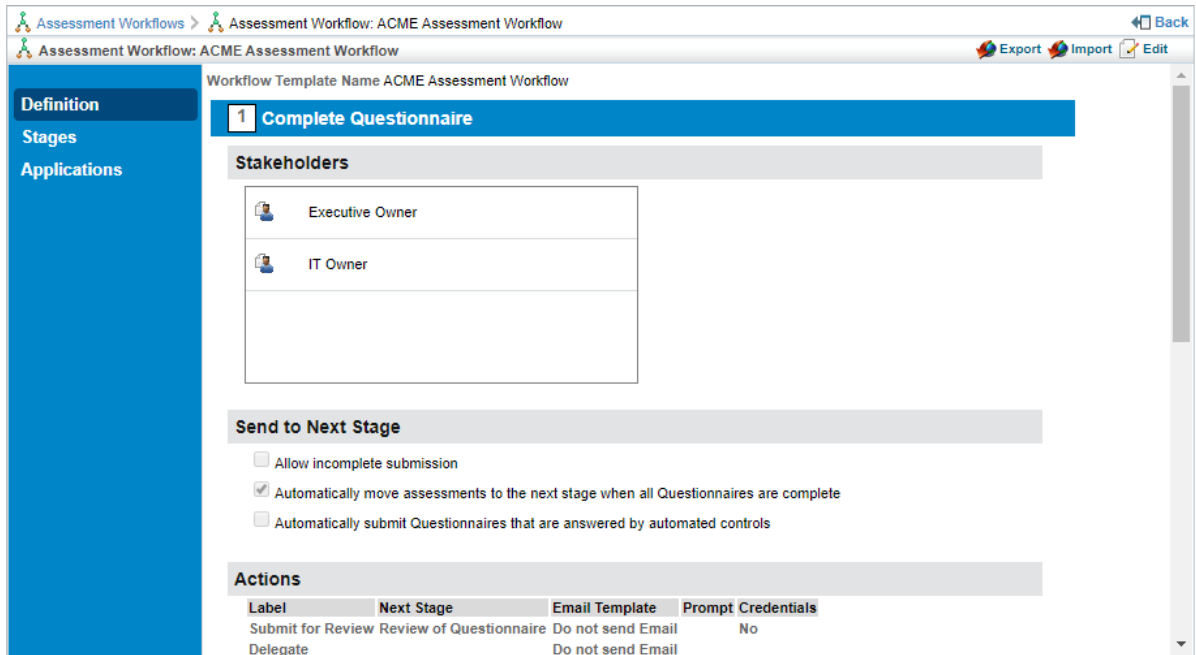 Assessment Workflows > Assessment Workflow: ACME Assessment Workflow Back
Assessment Workflow: ACME Assessment Workflow Export Import Edit
Workflow Template Name ACME Assessment Workflow
Definition
Stages
Applications
1 Complete Questionnaire
Stakeholders
Executive Owner
IT Owner
Send to Next Stage
Allow incomplete submission
Automatically move assessments to the next stage when all Questionnaires are complete
Automatically submit Questionnaires that are answered by automated controls
Actions
Label Next Stage Email Template Prompt Credentials
Submit for Review Review of Questionnaire Do not send Email No
Delegate Do not send Email